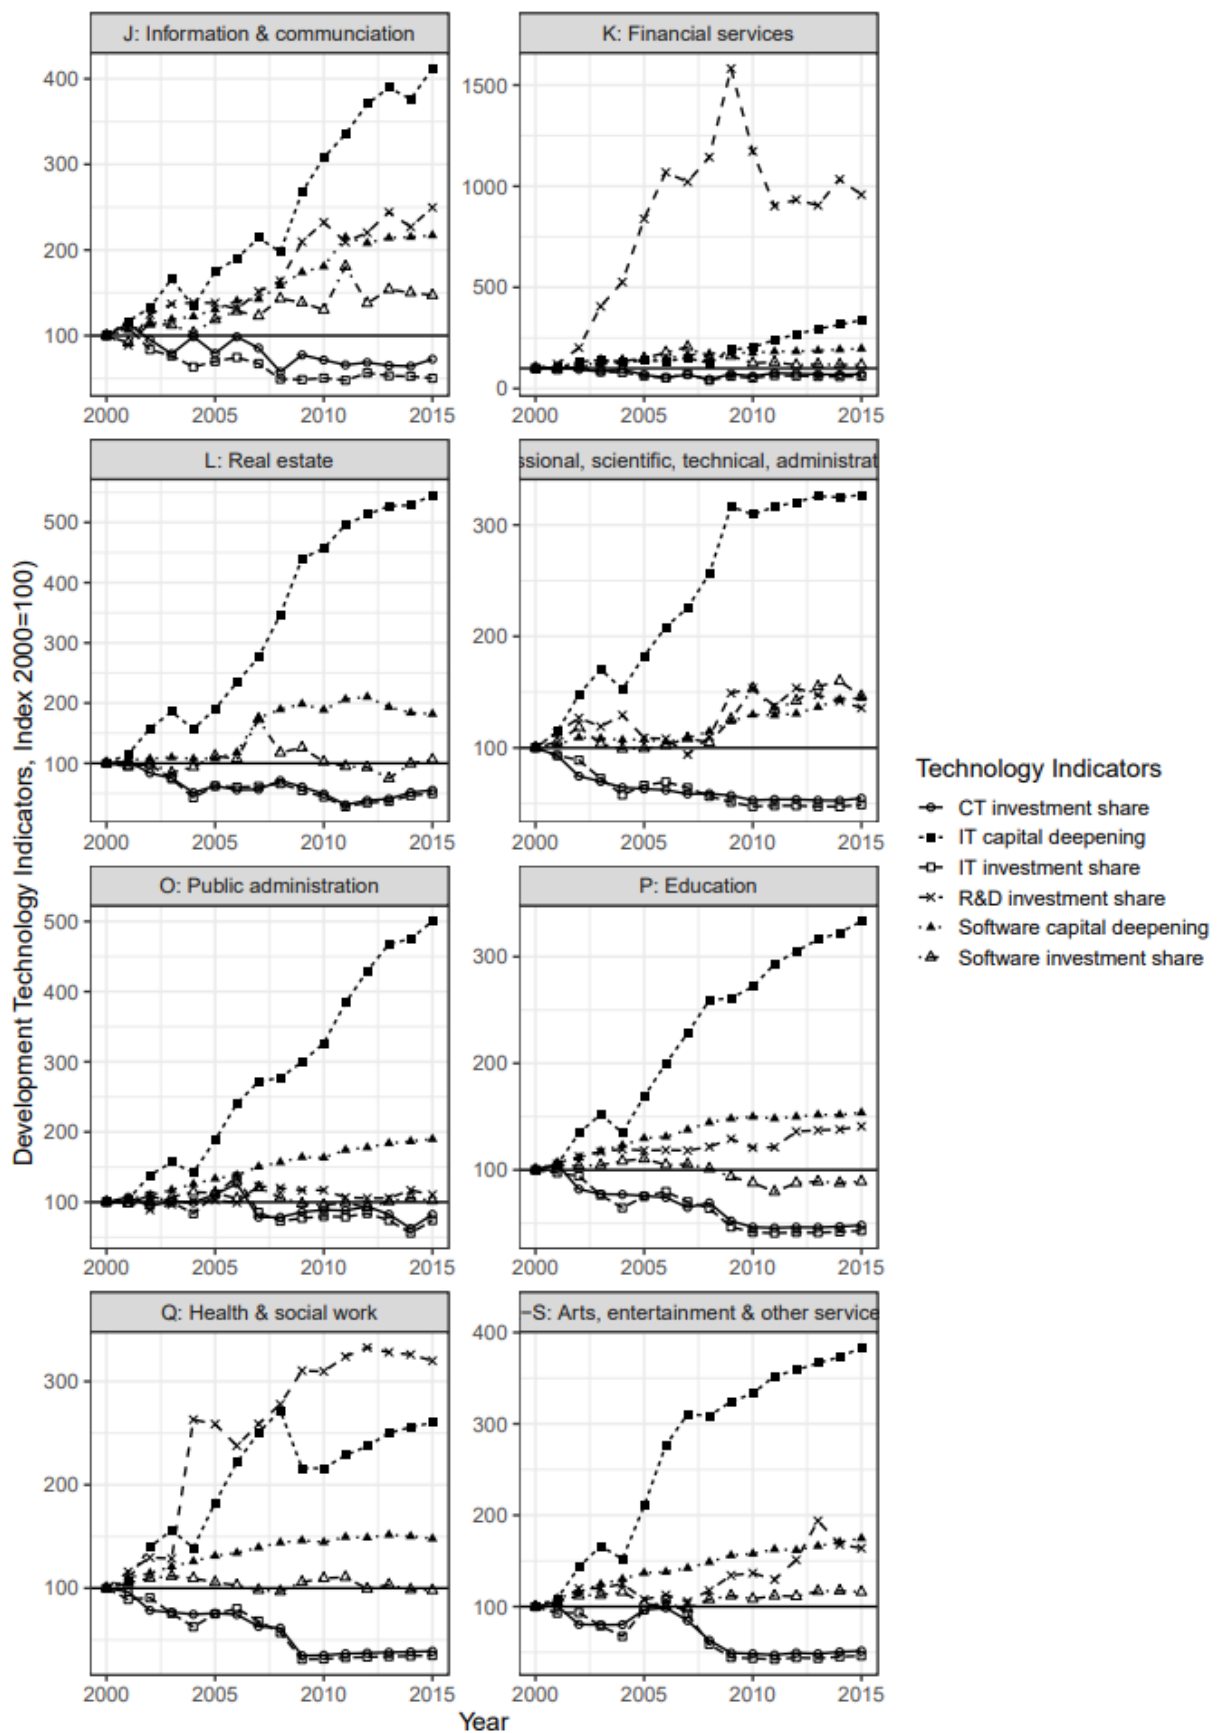 J: Information & communciation
K: Financial services
400
300
200
100
1500
1000
500
0
2000 2005 2010 2015
2000 2005 2010 2015
L: Real estate
ssional, scientific, technical, administrat
500
400
300
200
100
300
200
100
2000 2005 2010 2015
2000 2005 2010 2015
O: Public administration
P: Education
500
400
300
200
100
300
200
100
2000 2005 2010 2015
2000 2005 2010 2015
Q: Health & social work
−S: Arts, entertainment & other service
300
200
100
400
300
200
100
2000 2005 2010 2015
2000 2005 2010 2015
Year
Development Technology Indicators, Index 2000=100)
Technology Indicators
CT investment share
IT capital deepening
IT investment share
R&D investment share
Software capital deepening
Software investment share